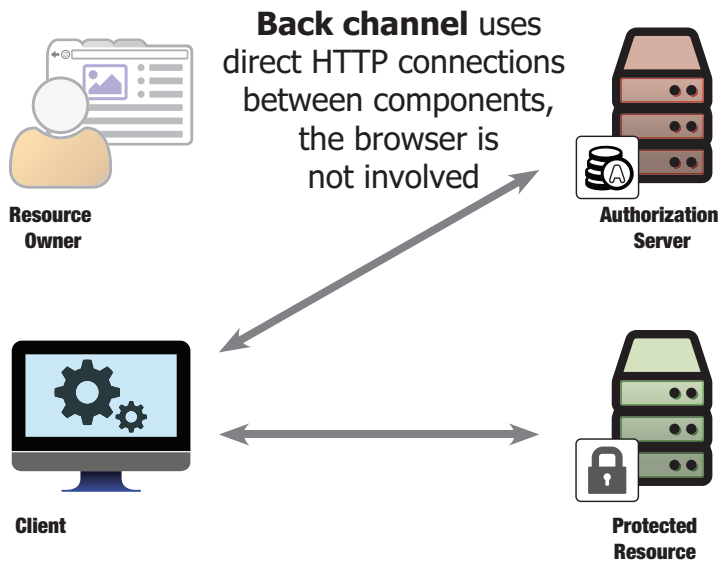 Back channel uses
direct HTTP connections
between components,
the browser is
not involved
Resource
Owner
A
Authorization
Server
Client
Protected
Resource